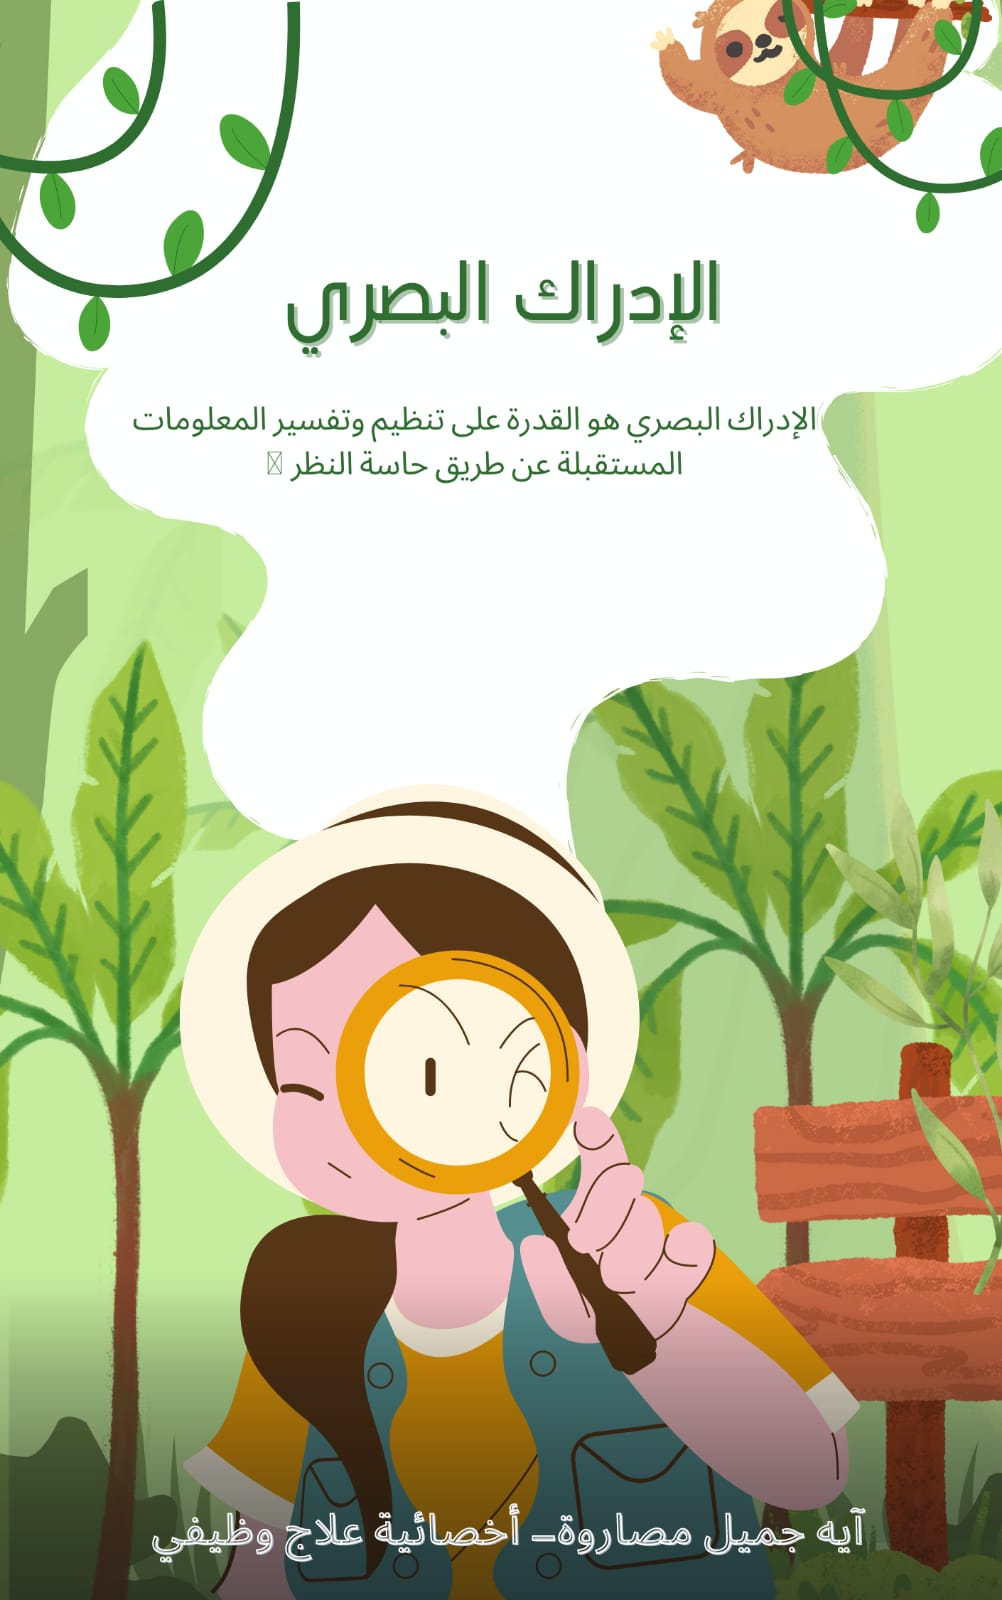 الإدراك البصري
الإدراك البصري هو القدرة على تنظيم وتفسير المعلومات
المستقبلة عن طريق حاسة النظر
آيه جميل مصاروة– أخصائية علاج وظيفي